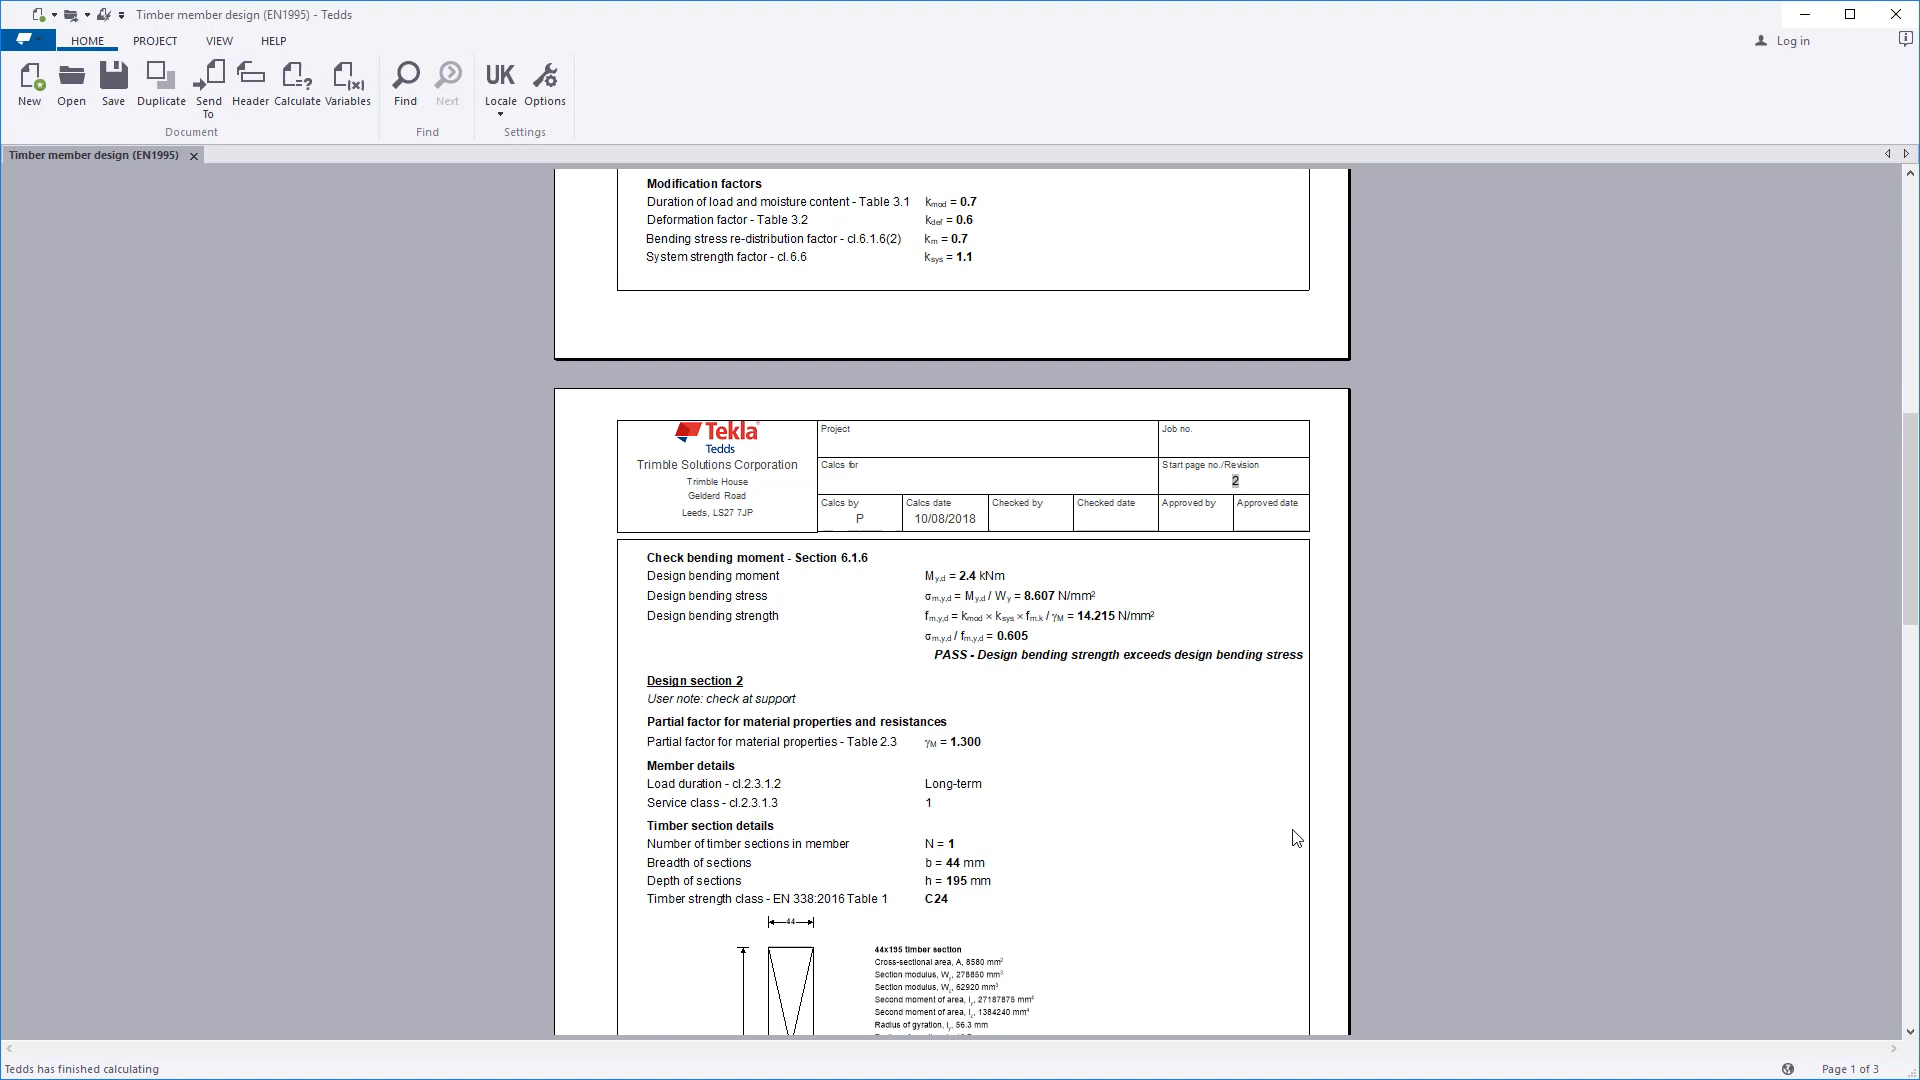 Timber member design (EN1995) - Tedds
HOME PROJECT VIEW HELP
Log in
New Open Save Duplicate Send To Header Calculate Variables Find Next UK Locale Options
Document Find Settings
Timber member design (EN1995)
Modification factors
Duration of load and moisture content - Table 3.1 kmod = 0.7
Deformation factor - Table 3.2 kdef = 0.6
Bending stress re-distribution factor - cl.6.1.6(2) km = 0.7
System strength factor - cl.6.6 ksys = 1.1
Tekla
Tedds
Trimble Solutions Corporation
Trimble House
Gelderd Road
Leeds, LS27 7JP
Project
Job no.
Calcs for
Start page no./Revision
2
Calcs by
P
Calcs date
10/08/2018
Checked by
Checked date
Approved by
Approved date
Check bending moment - Section 6.1.6
Design bending moment My,d = 2.4 kNm
Design bending stress σm,y,d = My,d / Wy = 8.607 N/mm²
Design bending strength fm,y,d = kmod × ksys × fm.k / γM = 14.215 N/mm²
σm,y,d / fm,y,d = 0.605
PASS - Design bending strength exceeds design bending stress
Design section 2
User note: check at support
Partial factor for material properties and resistances
Partial factor for material properties - Table 2.3 γM = 1.300
Member details
Load duration - cl.2.3.1.2 Long-term
Service class - cl.2.3.1.3 1
Timber section details
Number of timber sections in member N = 1
Breadth of sections b = 44 mm
Depth of sections h = 195 mm
Timber strength class - EN 338:2016 Table 1 C24
44
44x195 timber section
Cross-sectional area, A, 8580 mm²
Section modulus, Wy, 278850 mm³
Section modulus, Wz, 62920 mm³
Second moment of area, Iy, 27187875 mm⁴
Second moment of area, Iz, 1384240 mm⁴
Radius of gyration, iy, 56.3 mm
Tedds has finished calculating
Page 1 of 3